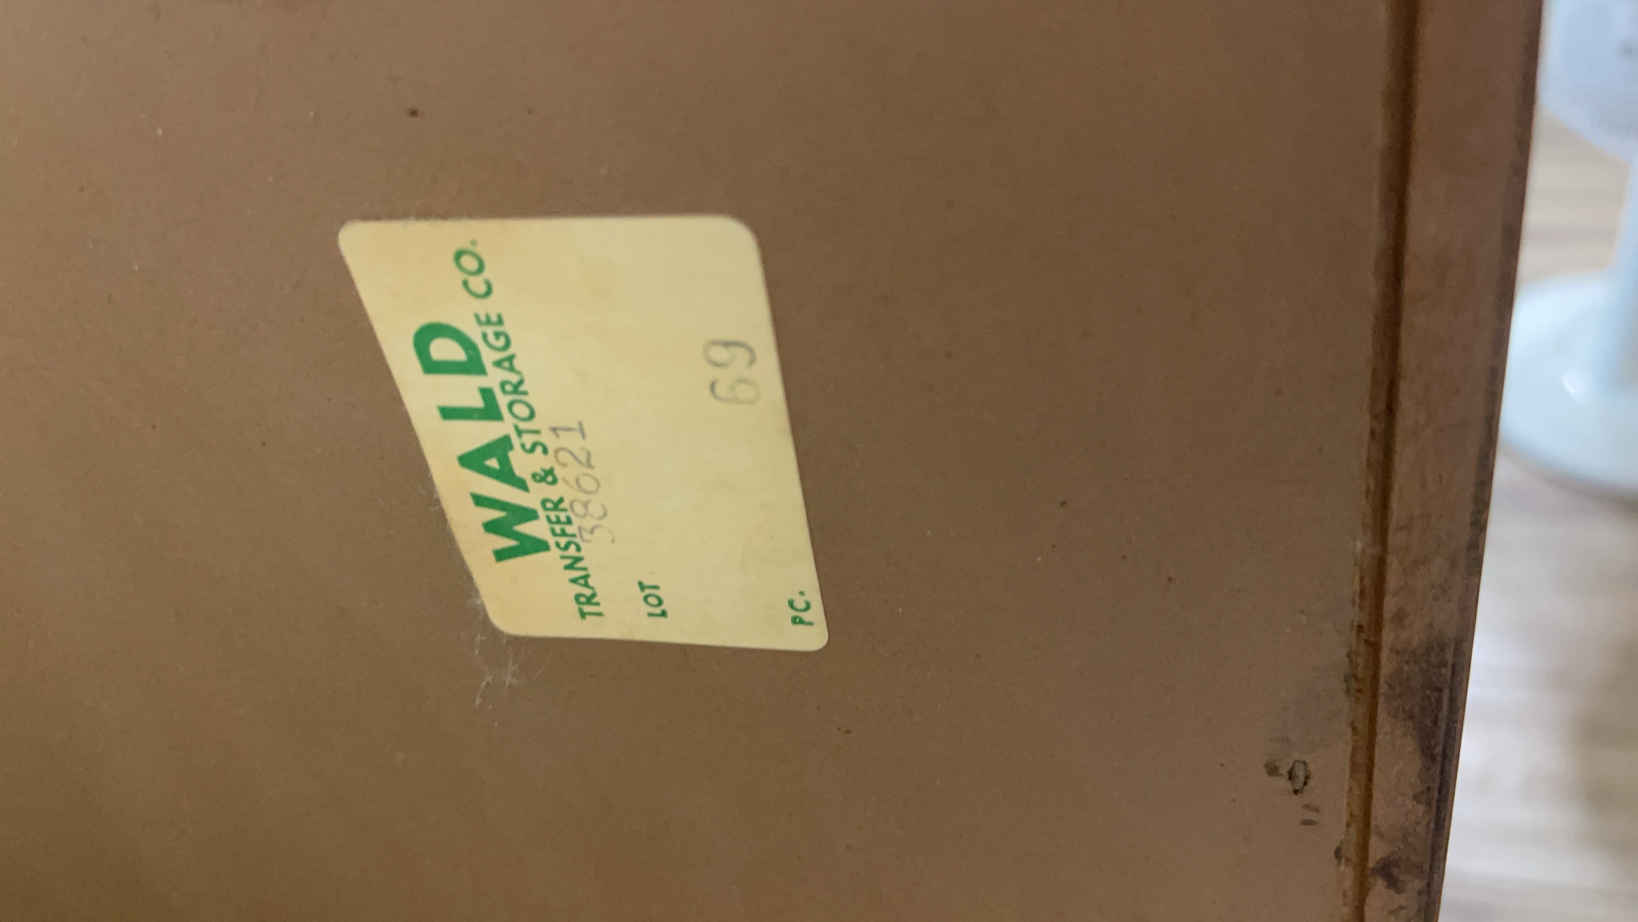 WALD
TRANSFER & STORAGE CO.
38621
LOT
69
PC.